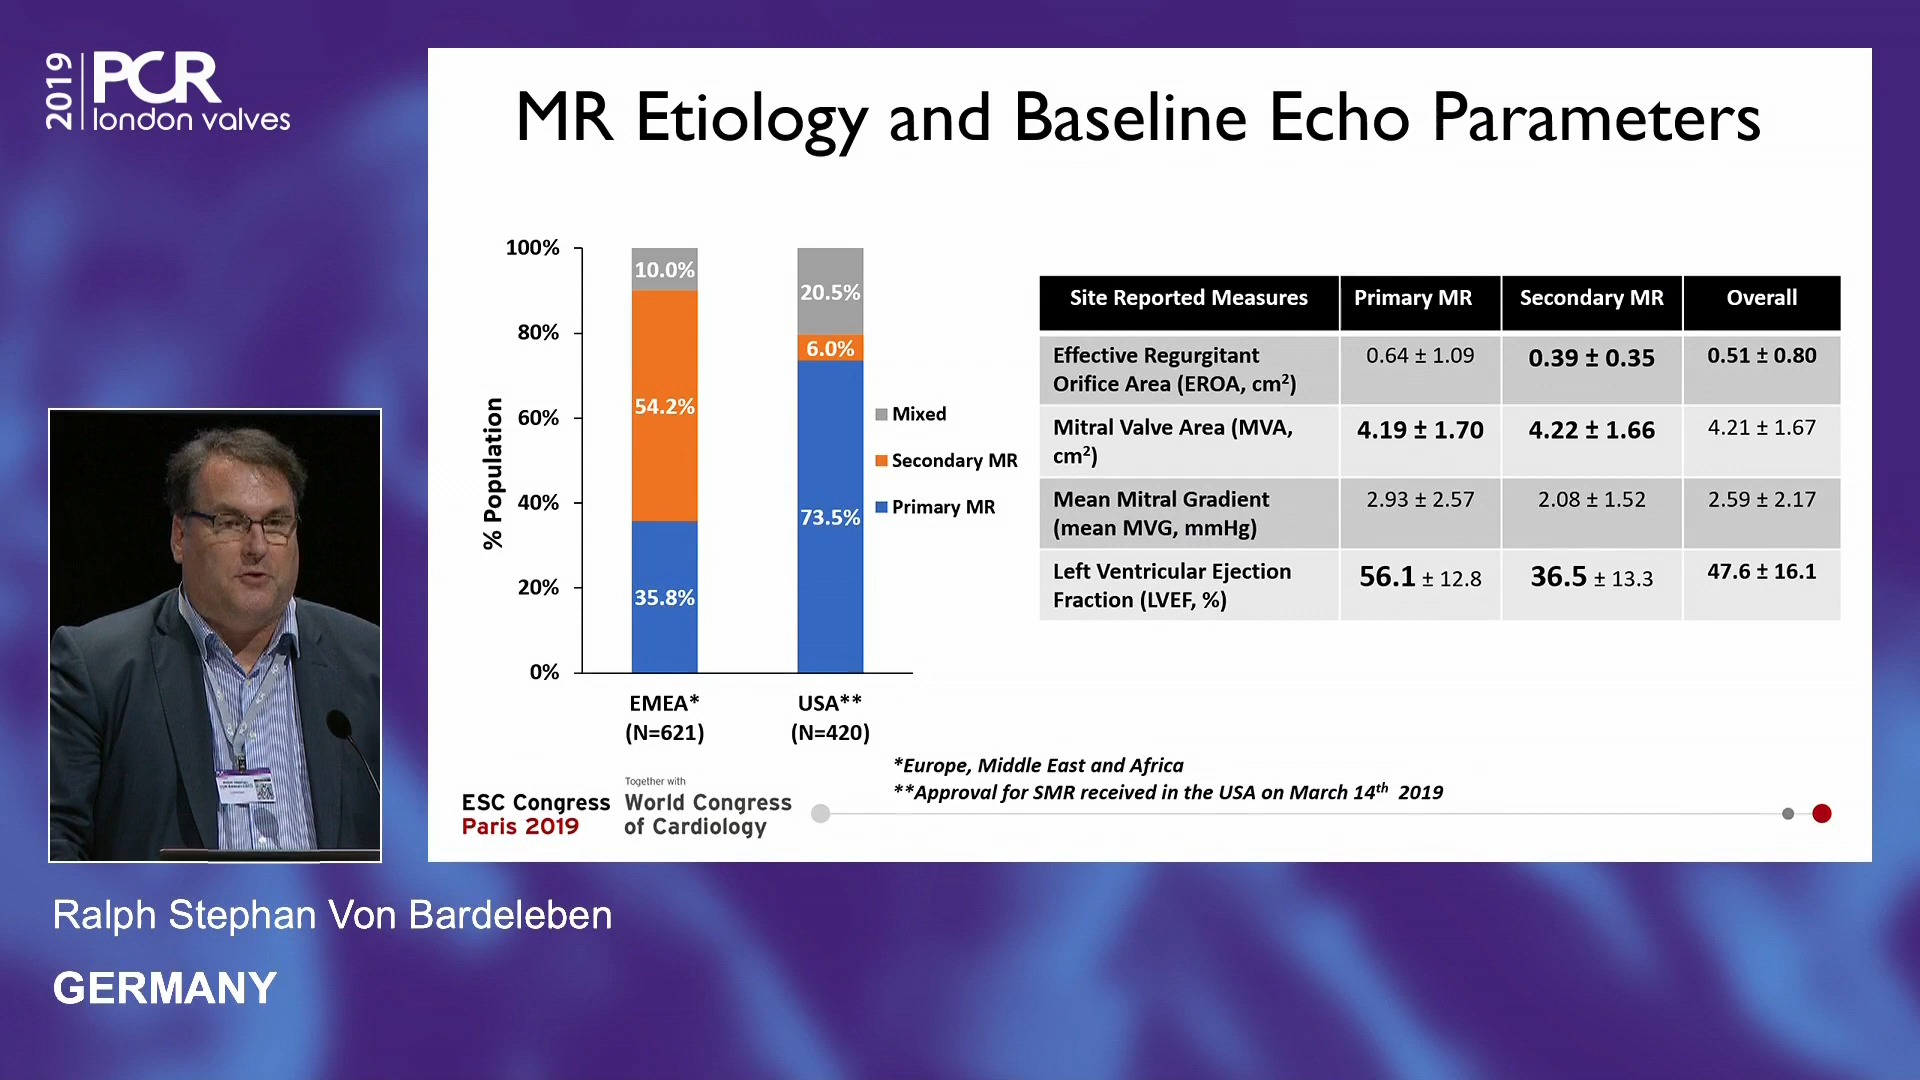 2019
PCR
london valves
MR Etiology and Baseline Echo Parameters
% Population
100%
80%
60%
40%
20%
0%
10.0%
54.2%
35.8%
20.5%
6.0%
73.5%
EMEA*
(N=621)
USA**
(N=420)
Mixed
Secondary MR
Primary MR
Site Reported Measures Primary MR Secondary MR Overall
Effective Regurgitant
Orifice Area (EROA, cm²) 0.64 ± 1.09 0.39 ± 0.35 0.51 ± 0.80
Mitral Valve Area (MVA,
cm²) 4.19 ± 1.70 4.22 ± 1.66 4.21 ± 1.67
Mean Mitral Gradient
(mean MVG, mmHg) 2.93 ± 2.57 2.08 ± 1.52 2.59 ± 2.17
Left Ventricular Ejection
Fraction (LVEF, %) 56.1 ± 12.8 36.5 ± 13.3 47.6 ± 16.1
*Europe, Middle East and Africa
**Approval for SMR received in the USA on March 14th 2019
ESC Congress
Paris 2019
Together with
World Congress
of Cardiology
Ralph Stephan Von Bardeleben
GERMANY